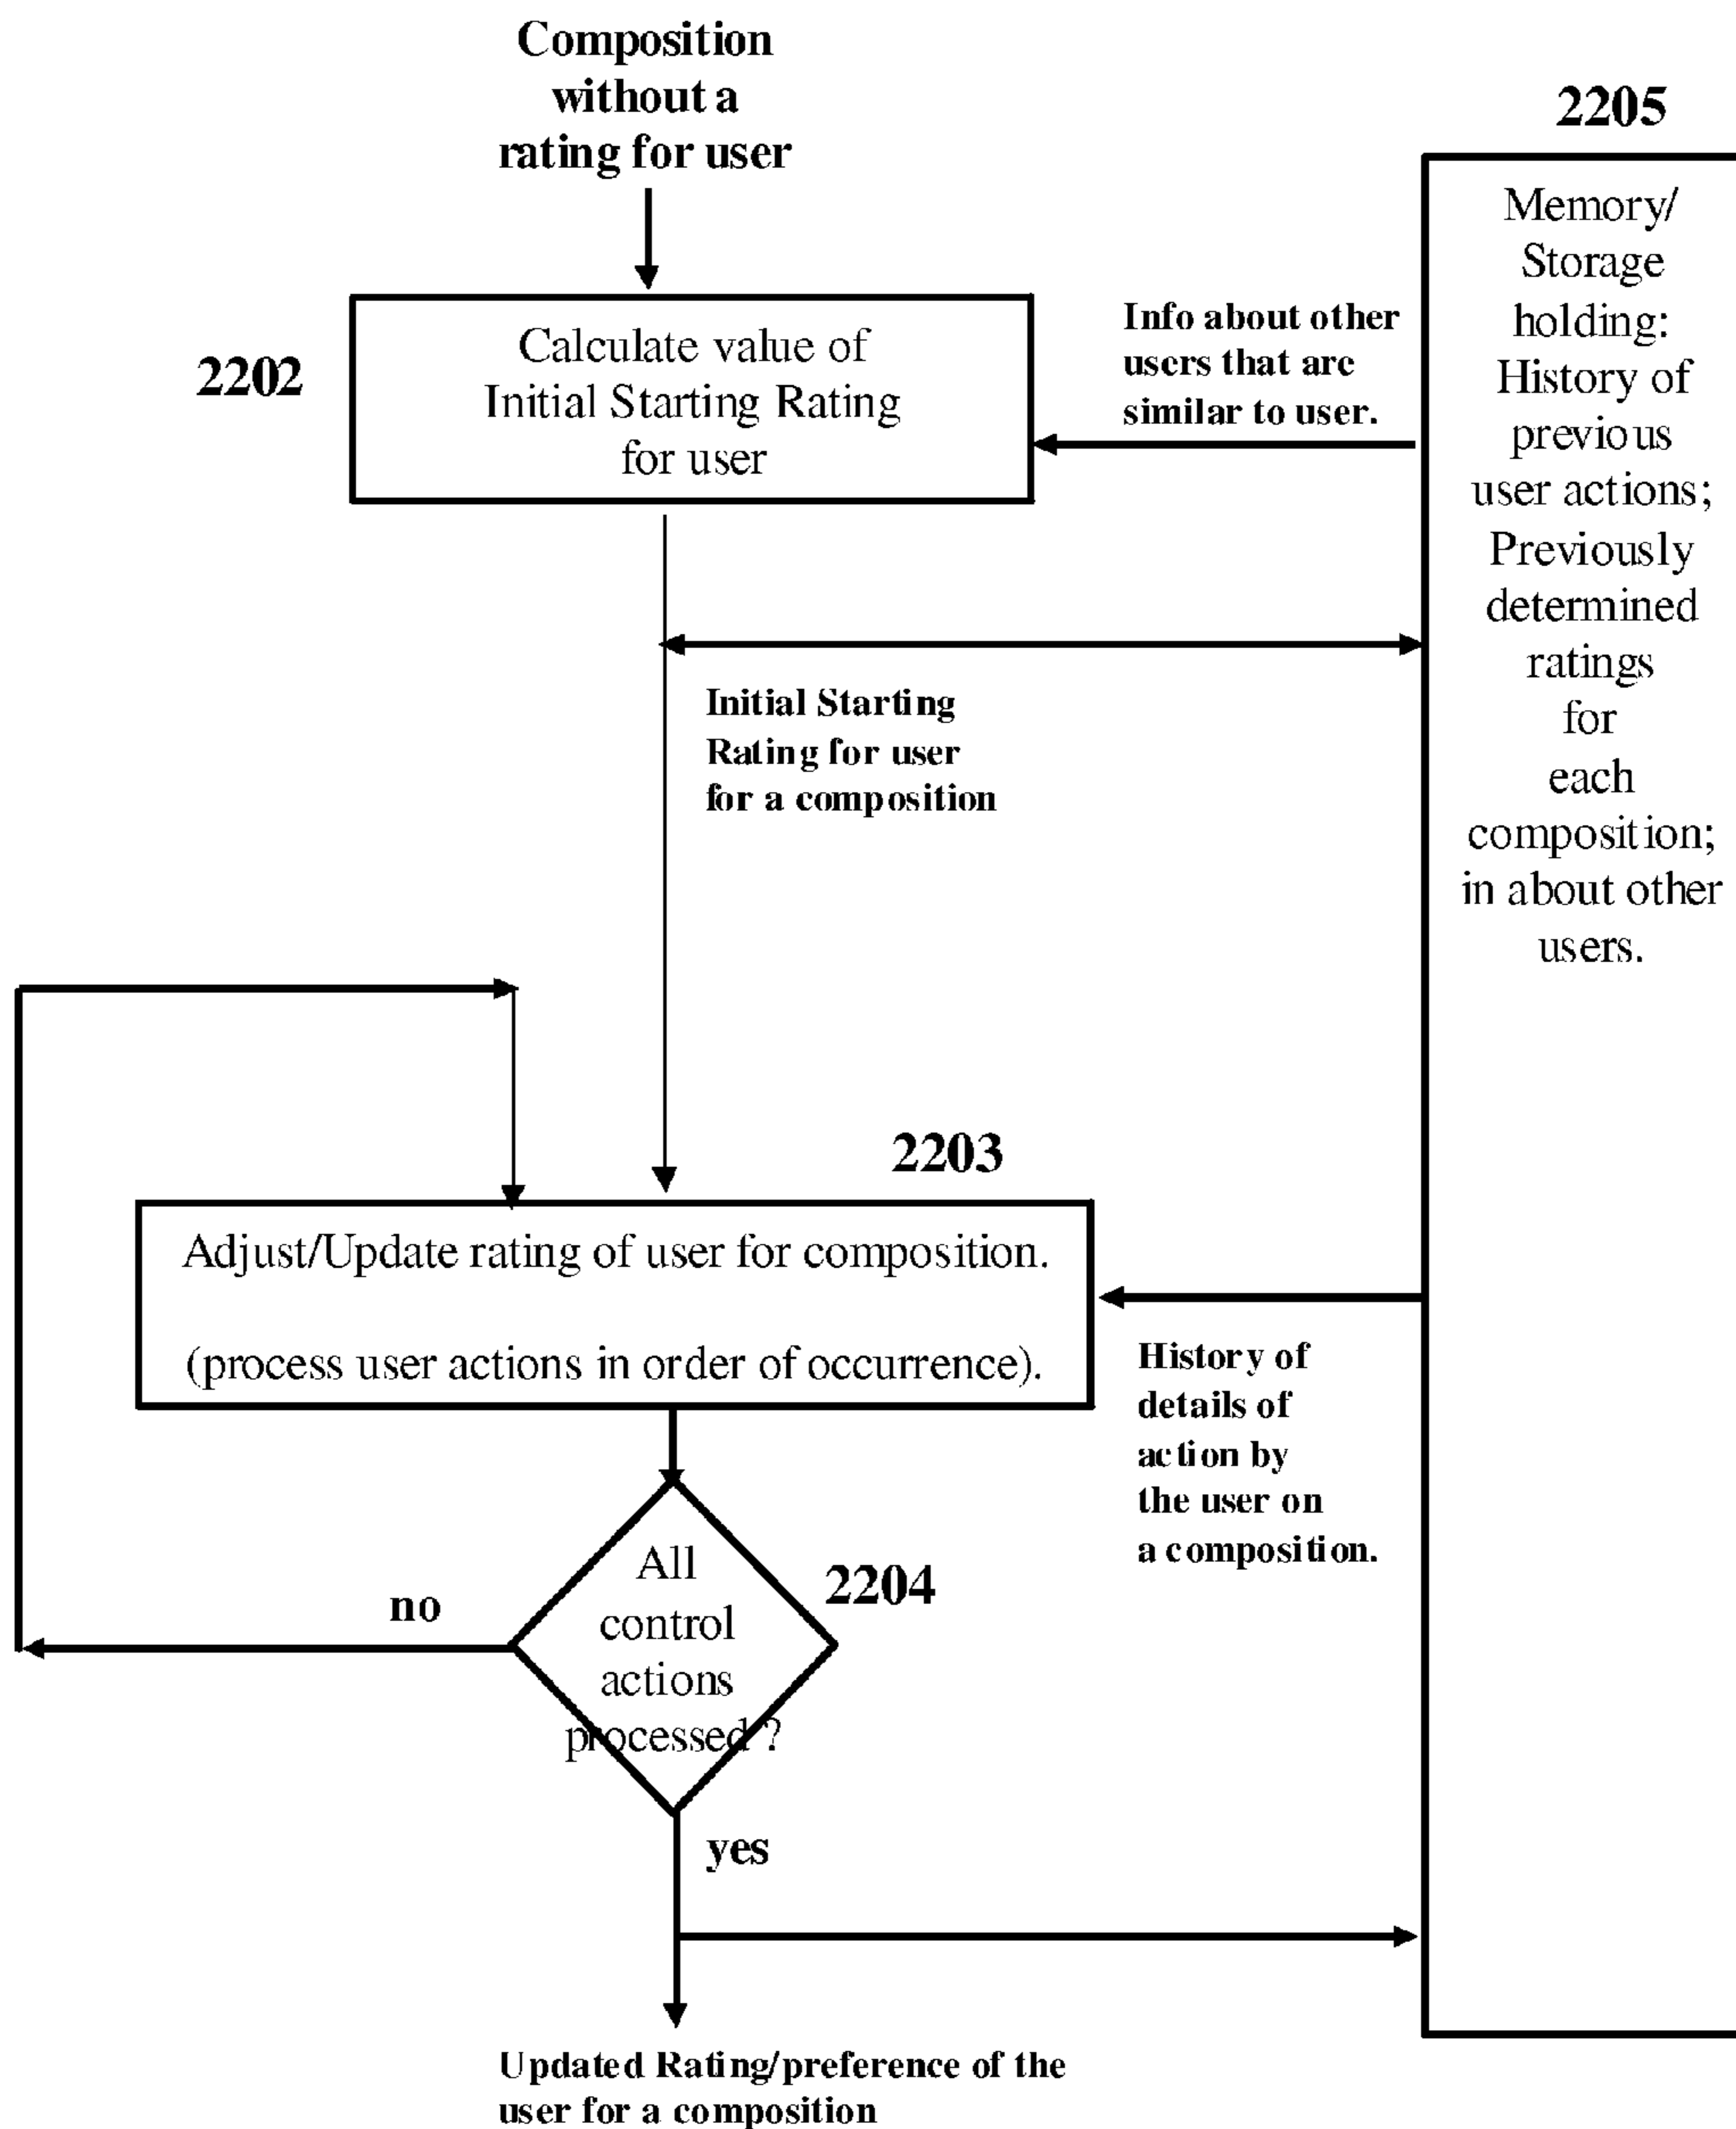 Composition
without a
rating for user
2205
Memory/
Storage
holding:
History of
previous
user actions;
Previously
determined
ratings
for
each
composition;
in about other
users.
2202
Calculate value of
Initial Starting Rating
for user
Info about other
users that are
similar to user.
Initial Starting
Rating for user
for a composition
2203
Adjust/Update rating of user for composition.
(process user actions in order of occurrence).
History of
details of
action by
the user on
a composition.
All
control
actions
processed ?
2204
no
yes
Updated Rating/preference of the
user for a composition